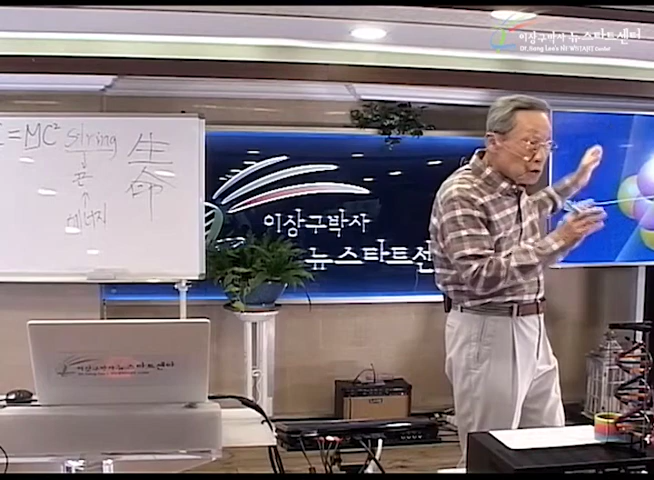 이상구박사 뉴스타트센터
E=MC² String
끈
에너지
生命
이상구박사
뉴스타트센터
이상구박사 뉴스타트센터